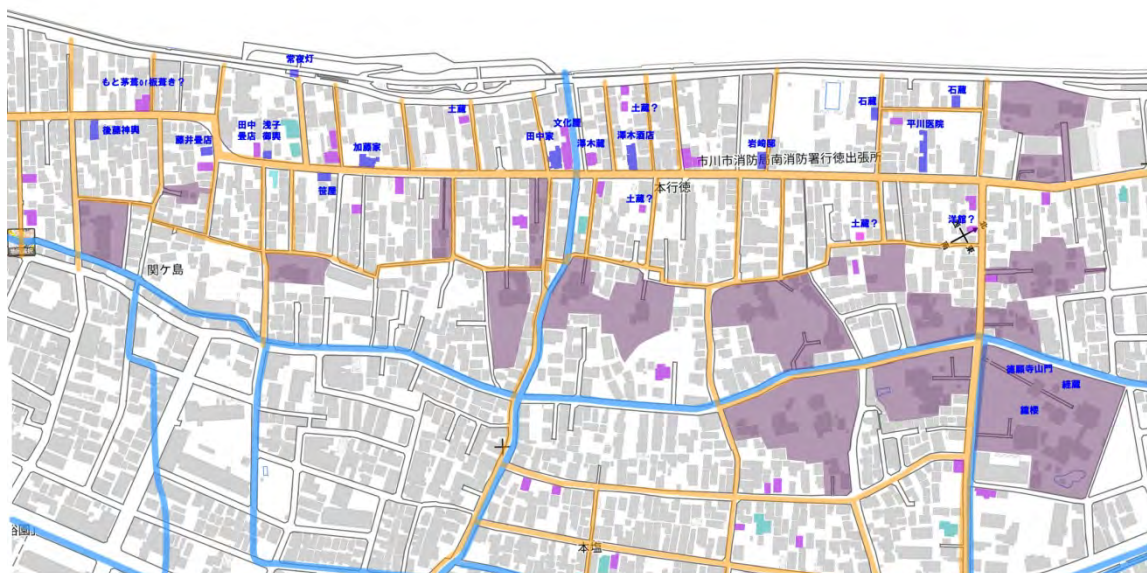 常夜灯
もと茅葺or板葺き?
石蔵
石蔵
土蔵
文化屋
土蔵?
後藤神輿
田中
畳店
浅子
御輿
藤井畳店
加藤家
田中家
澤木蔵
澤木酒店
岩崎邸
平川医院
市川市消防局南消防署行徳出張所
笹屋
本行徳
土蔵?
土蔵?
洋館?
関ケ島
徳願寺山門
経蔵
鐘楼
本塩